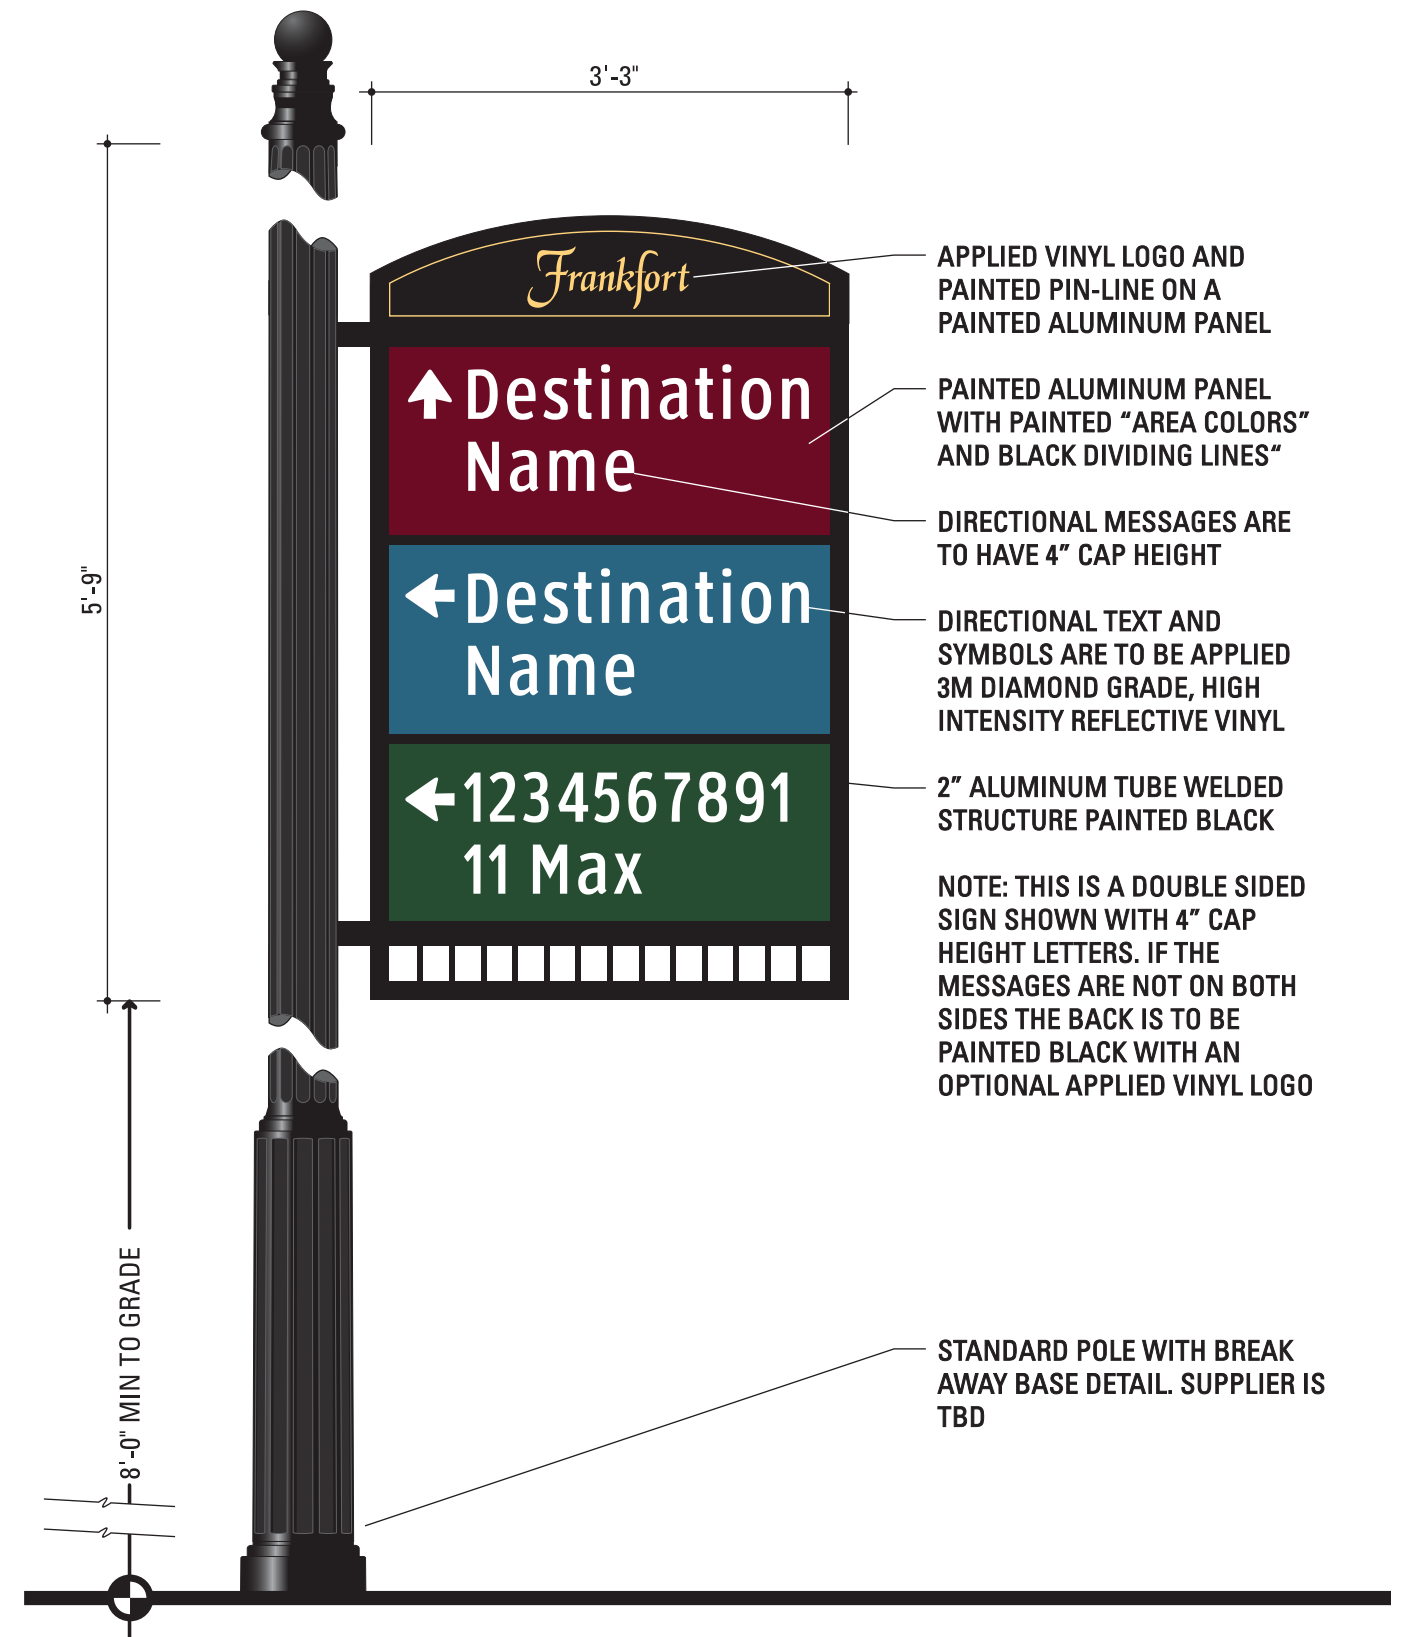 3'-3"
5'-9"
8'-0" MIN TO GRADE
Frankfort
Destination
Name
Destination
Name
1234567891
11 Max
APPLIED VINYL LOGO AND
PAINTED PIN-LINE ON A
PAINTED ALUMINUM PANEL
PAINTED ALUMINUM PANEL
WITH PAINTED “AREA COLORS”
AND BLACK DIVIDING LINES“
DIRECTIONAL MESSAGES ARE
TO HAVE 4” CAP HEIGHT
DIRECTIONAL TEXT AND
SYMBOLS ARE TO BE APPLIED
3M DIAMOND GRADE, HIGH
INTENSITY REFLECTIVE VINYL
2” ALUMINUM TUBE WELDED
STRUCTURE PAINTED BLACK
NOTE: THIS IS A DOUBLE SIDED
SIGN SHOWN WITH 4” CAP
HEIGHT LETTERS. IF THE
MESSAGES ARE NOT ON BOTH
SIDES THE BACK IS TO BE
PAINTED BLACK WITH AN
OPTIONAL APPLIED VINYL LOGO
STANDARD POLE WITH BREAK
AWAY BASE DETAIL. SUPPLIER IS
TBD